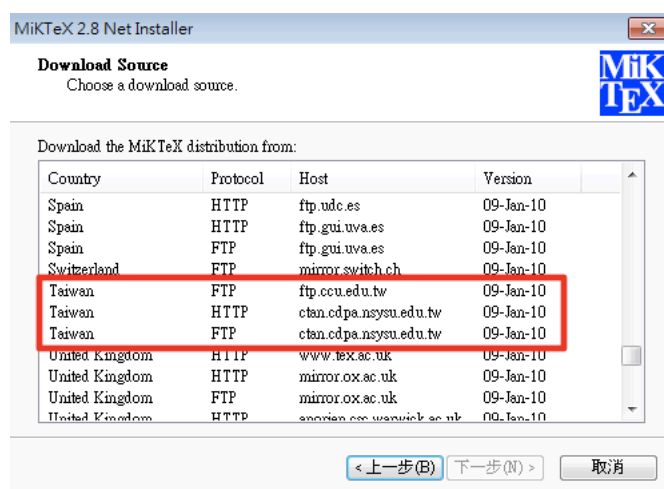 MiKTeX 2.8 Net Installer
Download Source
Choose a download source.
MiK
TEX
Download the MiKTeX distribution from:
Country Protocol Host Version
Spain HTTP ftp.udc.es 09-Jan-10
Spain HTTP ftp.gui.uva.es 09-Jan-10
Spain FTP ftp.gui.uva.es 09-Jan-10
Switzerland FTP mirror.switch.ch 09-Jan-10
Taiwan FTP ftp.ccu.edu.tw 09-Jan-10
Taiwan HTTP ctan.cdpa.nsysu.edu.tw 09-Jan-10
Taiwan FTP ctan.cdpa.nsysu.edu.tw 09-Jan-10
United Kingdom HTTP www.tex.ac.uk 09-Jan-10
United Kingdom HTTP mirror.ox.ac.uk 09-Jan-10
United Kingdom FTP mirror.ox.ac.uk 09-Jan-10
United Kingdom HTTP anorien.csc.warwick.ac.uk 09-Jan-10
<上一步(B) 下一步(N)> 取消